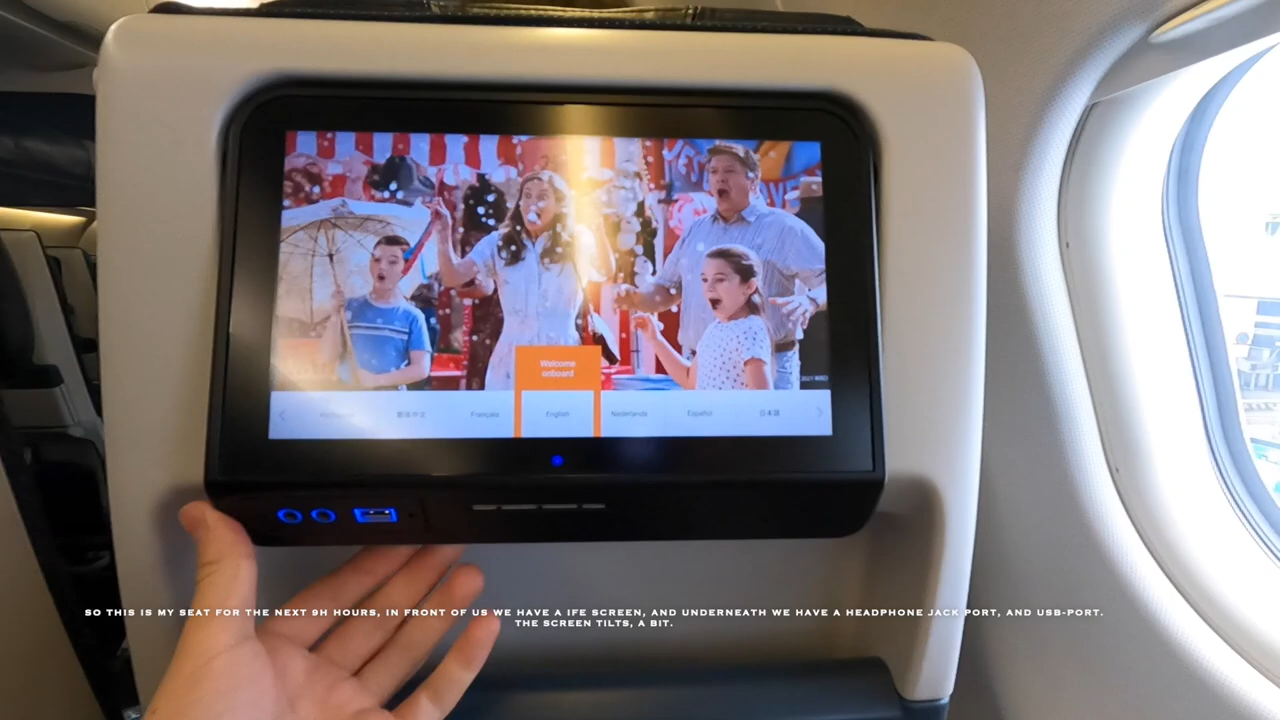 Welcome
onboard
繁体中文 Français English Nederlands Español 日本語
SO THIS IS MY SEAT FOR THE NEXT 9H HOURS, IN FRONT OF US WE HAVE A IFE SCREEN, AND UNDERNEATH WE HAVE A HEADPHONE JACK PORT, AND USB-PORT.
THE SCREEN TILTS, A BIT.